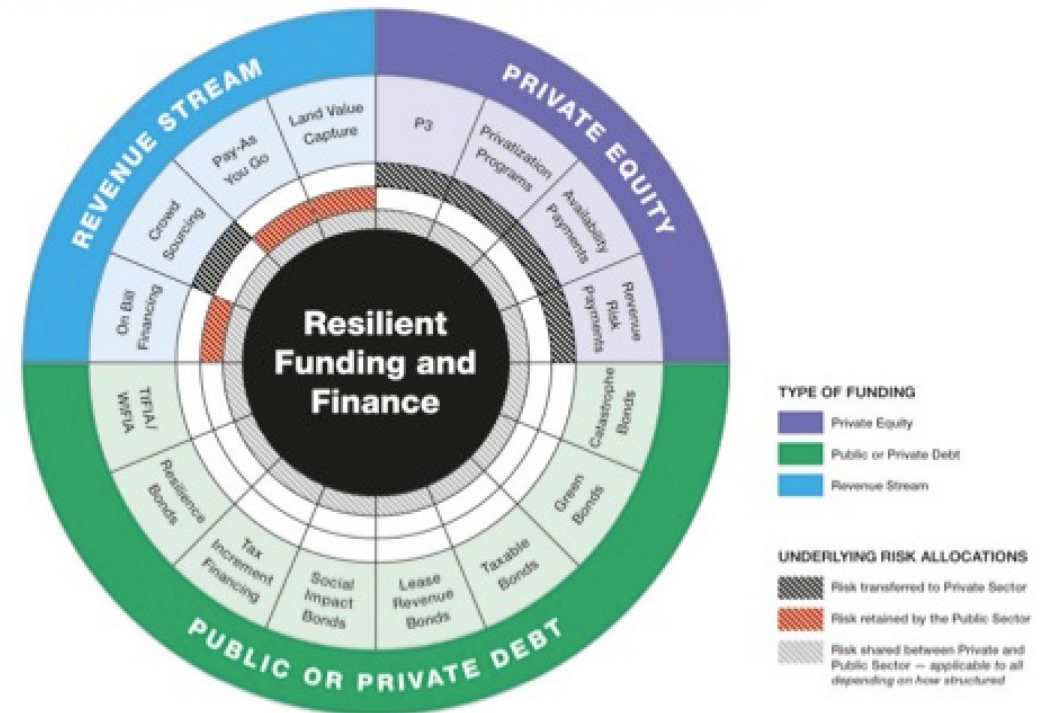 REVENUE STREAM
PRIVATE EQUITY
PUBLIC OR PRIVATE DEBT
Land Value
Capture
P3
Privatization
Programs
Availability
Payments
Revenue
Risk
Payments
Catastrophe
Bonds
Green
Bonds
Taxable
Bonds
Lease
Revenue
Bonds
Social
Impact
Bonds
Tax
Increment
Financing
Resilience
Bonds
TIFIA/
WIFIA
On Bill
Financing
Crowd
Sourcing
Pay-As
You Go
Resilient
Funding and
Finance
TYPE OF FUNDING
Private Equity
Public or Private Debt
Revenue Stream
UNDERLYING RISK ALLOCATIONS
Risk transferred to Private Sector
Risk retained by the Public Sector
Risk shared between Private and
Public Sector — applicable to all
depending on how structured